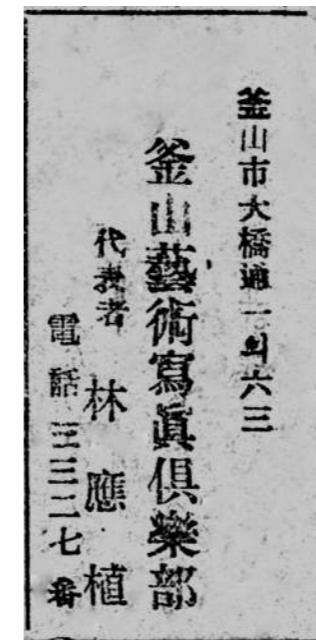 釜山市大橋通一의六三
釜山藝術寫眞俱樂部
代表者 林應植
電話 三三二七番